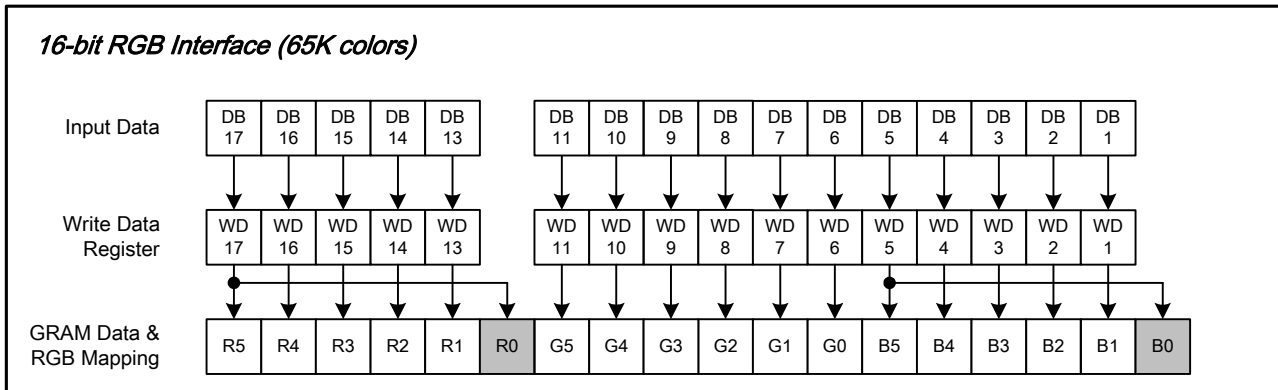 16-bit RGB Interface (65K colors)
Input Data
DB 17 DB 16 DB 15 DB 14 DB 13 DB 11 DB 10 DB 9 DB 8 DB 7 DB 6 DB 5 DB 4 DB 3 DB 2 DB 1
Write Data
Register
WD 17 WD 16 WD 15 WD 14 WD 13 WD 11 WD 10 WD 9 WD 8 WD 7 WD 6 WD 5 WD 4 WD 3 WD 2 WD 1
GRAM Data &
RGB Mapping
R5 R4 R3 R2 R1 R0 G5 G4 G3 G2 G1 G0 B5 B4 B3 B2 B1 B0